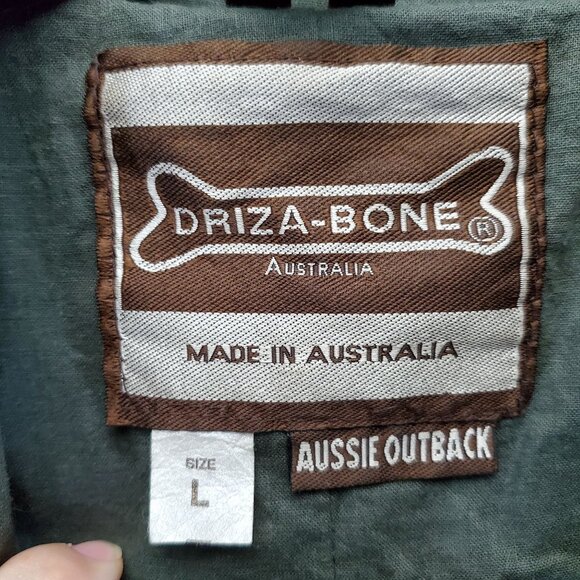 DRIZA-BONE ®
AUSTRALIA
MADE IN AUSTRALIA
AUSSIE OUTBACK
SIZE
L